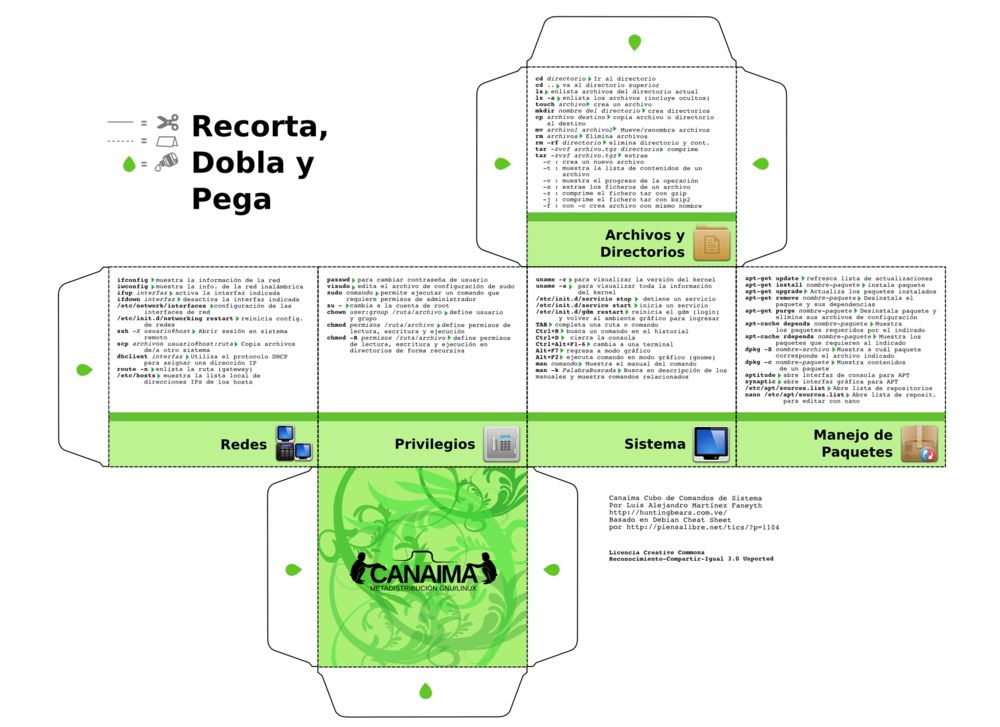 Recorta,
Dobla y
Pega
=
=
=
cd directorio Ir al directorio
cd .. va al directorio superior
ls enlista archivos del directorio actual
ls -a enlista los archivos (incluye ocultos)
touch archivo crea un archivo
mkdir nombre del directorio crea directorios
cp archivo destino copia archivo o directorio
al destino
mv archivo1 archivo2 Mueve/renombra archivos
rm archivos Elimina archivos
rm -rf directorio elimina directorio y cont.
tar -zvcf archivo.tgz directorio comprime
tar -zvxf archivo.tgz extrae
-c : crea un nuevo archivo
-t : muestra la lista de contenidos de un
archivo
-v : muestra el progreso de la operación
-x : extrae los ficheros de un archivo
-z : comprime el fichero tar con gzip
-j : comprime el fichero tar con bzip2
-f : con -c crea archivo con mismo nombre
Archivos y
Directorios
ifconfig muestra la información de la red
iwconfig muestra la info. de la red inalámbrica
ifup interfaz activa la interfaz indicada
ifdown interfaz desactiva la interfaz indicada
/etc/network/interfaces configuración de las
interfaces de red
/etc/init.d/networking restart reinicia config.
de redes
ssh -X usuario@host Abrir sesión en sistema
remoto
scp archivos usuario@host:ruta Copia archivos
de/a otro sistema
dhclient interfaz Utiliza el protocolo DHCP
para asignar una dirección IP
route -n enlista la ruta (gateway)
/etc/hosts muestra la lista local de
direcciones IPs de los hosts
Redes
passwd para cambiar contraseña de usuario
visudo edita el archivo de configuración de sudo
sudo comando permite ejecutar un comando que
requiere permisos de administrador
su - cambia a la cuenta de root
chown user:group /ruta/archivo define usuario
y grupo
chmod permisos /ruta/archivo define permisos de
lectura, escritura y ejecución
chmod -R permisos /ruta/archivo define permisos
de lectura, escritura y ejecución en
directorios de forma recursiva
Privilegios
uname -r para visualizar la versión del kernel
uname -a para visualizar toda la información
del kernel
/etc/init.d/servicio stop detiene un servicio
/etc/init.d/service start inicia un servicio
/etc/init.d/gdm restart reinicia el gdm (login)
y volver al ambiente gráfico para ingresar
TAB completa una ruta o comando
Ctrl+R busca un comando en el historial
Ctrl+D cierra la consola
Ctrl+Alt+F1-6 cambia a una terminal
Alt+F7 regresa a modo gráfico
Alt+F2 ejecuta comando en modo gráfico (gnome)
man comando Muestra el manual del comando
man -k PalabraBuscada Busca en descripción de los
manuales y muestra comandos relacionados
Sistema
apt-get update refresca lista de actualizaciones
apt-get install nombre-paquete instala paquete
apt-get upgrade Actualiza los paquetes instalados
apt-get remove nombre-paquete Desinstala el
paquete y sus dependencias
apt-get purge nombre-paquete Desinstala paquete y
elimina sus archivos de configuración
apt-cache depends nombre-paquete Muestra
los paquetes requeridos por el indicado
apt-cache rdepends nombre-paquete Muestra los
paquetes que requieren al indicado
dpkg -S nombre-archivo Muestra a cuál paquete
corresponde el archivo indicado
dpkg -c nombre-paquete Muestra contenidos
de un paquete
aptitude abre interfaz de consola para APT
synaptic abre interfaz gráfica para APT
/etc/apt/sources.list Abre lista de repositorios
nano /etc/apt/sources.list Abre lista de reposit.
para editar con nano
Manejo de
Paquetes
CANAIMA
METADISTRIBUCIÓN GNU/LINUX
Canaima Cubo de Comandos de Sistema
Por Luis Alejandro Martínez Faneyth
http://huntingbears.com.ve/
Basado en Debian Cheat Sheet
por http://piensalibre.net/tics/?p=1104
Licencia Creative Commons
Reconocimiento-Compartir-Igual 3.0 Unported